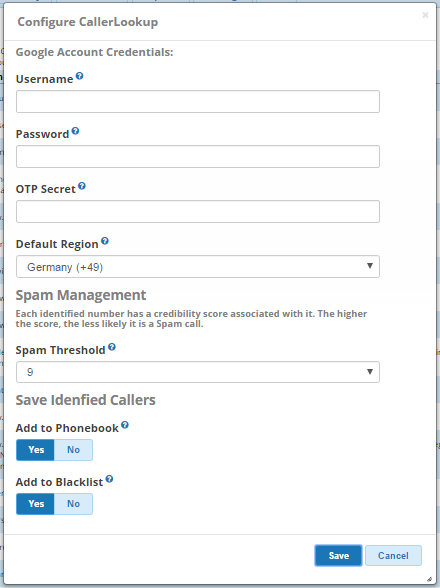 Configure CallerLookup
×
Google Account Credentials:
Username ?
Password ?
OTP Secret ?
Default Region ?
Germany (+49)
Spam Management
Each identified number has a credibility score associated with it. The higher
the score, the less likely it is a Spam call.
Spam Threshold ?
9
Save Idenfied Callers
Add to Phonebook ?
Yes No
Add to Blacklist ?
Yes No
Save Cancel